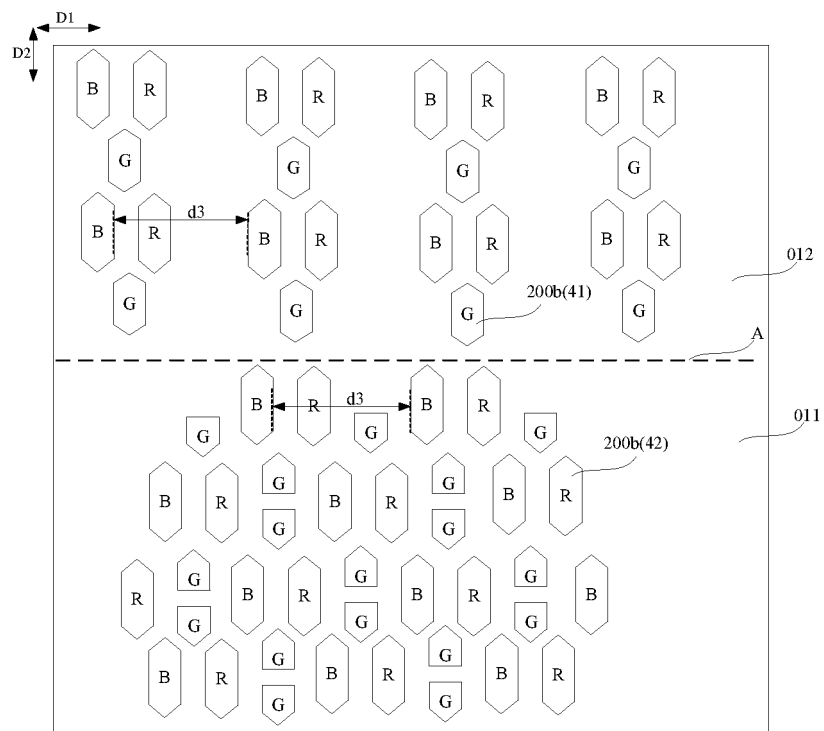 D1
D2
B R B R B R B R
G G G G
d3
B R B R B R B R
012
200b(41)
G G G G
A
d3
B R B R
011
G G G
200b(42)
G G
B R B R B R
G G
G G G
R B R B R B
G G G
G G
B R B R B R
G G